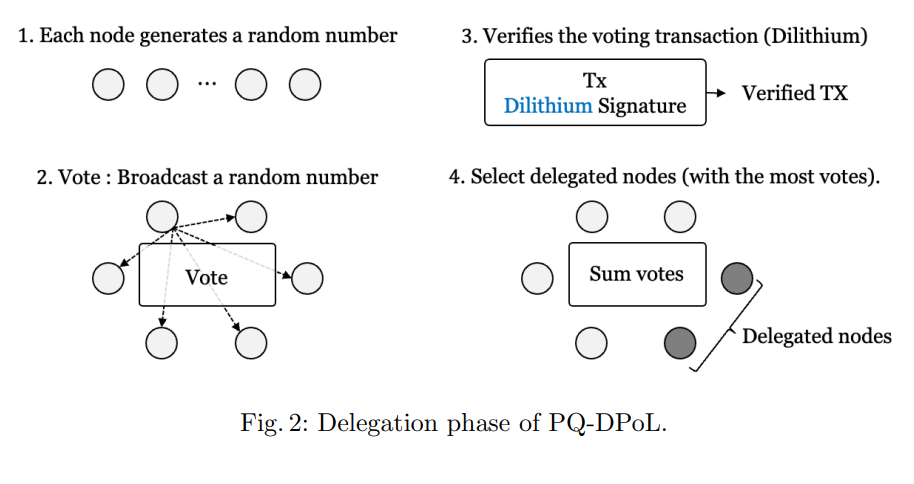 1. Each node generates a random number
...
2. Vote : Broadcast a random number
Vote
3. Verifies the voting transaction (Dilithium)
Tx
Dilithium Signature
Verified TX
4. Select delegated nodes (with the most votes).
Sum votes
Delegated nodes
Fig. 2: Delegation phase of PQ-DPoL.